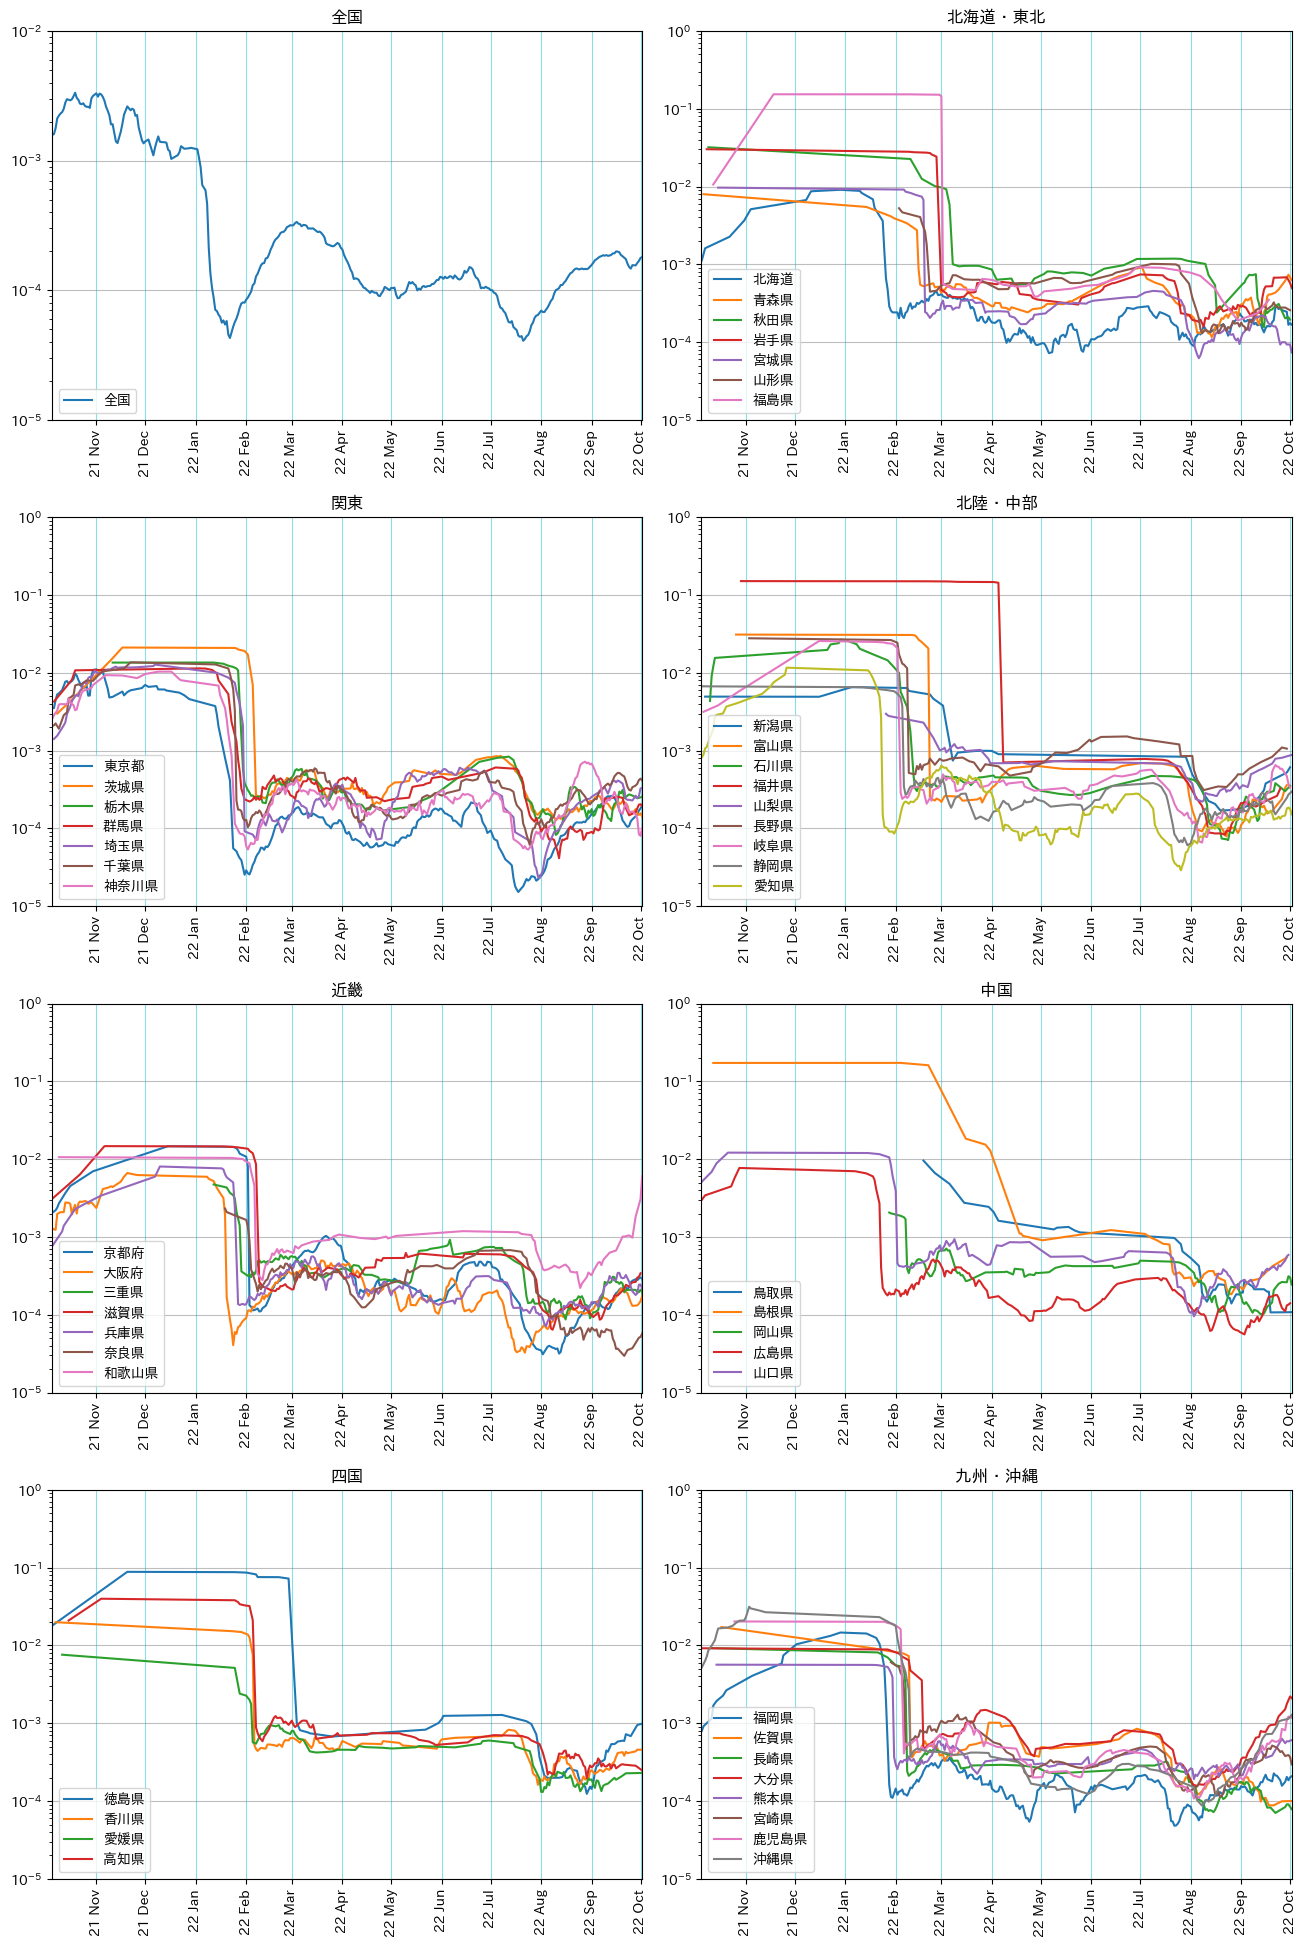 全国
10⁻²
10⁻³
10⁻⁴
10⁻⁵
全国
21 Nov
21 Dec
22 Jan
22 Feb
22 Mar
22 Apr
22 May
22 Jun
22 Jul
22 Aug
22 Sep
22 Oct
北海道・東北
10⁰
10⁻¹
10⁻²
10⁻³
10⁻⁴
10⁻⁵
北海道
青森県
秋田県
岩手県
宮城県
山形県
福島県
21 Nov
21 Dec
22 Jan
22 Feb
22 Mar
22 Apr
22 May
22 Jun
22 Jul
22 Aug
22 Sep
22 Oct
関東
10⁰
10⁻¹
10⁻²
10⁻³
10⁻⁴
10⁻⁵
東京都
茨城県
栃木県
群馬県
埼玉県
千葉県
神奈川県
21 Nov
21 Dec
22 Jan
22 Feb
22 Mar
22 Apr
22 May
22 Jun
22 Jul
22 Aug
22 Sep
22 Oct
北陸・中部
10⁰
10⁻¹
10⁻²
10⁻³
10⁻⁴
10⁻⁵
新潟県
富山県
石川県
福井県
山梨県
長野県
岐阜県
静岡県
愛知県
21 Nov
21 Dec
22 Jan
22 Feb
22 Mar
22 Apr
22 May
22 Jun
22 Jul
22 Aug
22 Sep
22 Oct
近畿
10⁰
10⁻¹
10⁻²
10⁻³
10⁻⁴
10⁻⁵
京都府
大阪府
三重県
滋賀県
兵庫県
奈良県
和歌山県
21 Nov
21 Dec
22 Jan
22 Feb
22 Mar
22 Apr
22 May
22 Jun
22 Jul
22 Aug
22 Sep
22 Oct
中国
10⁰
10⁻¹
10⁻²
10⁻³
10⁻⁴
10⁻⁵
鳥取県
島根県
岡山県
広島県
山口県
21 Nov
21 Dec
22 Jan
22 Feb
22 Mar
22 Apr
22 May
22 Jun
22 Jul
22 Aug
22 Sep
22 Oct
四国
10⁰
10⁻¹
10⁻²
10⁻³
10⁻⁴
10⁻⁵
徳島県
香川県
愛媛県
高知県
21 Nov
21 Dec
22 Jan
22 Feb
22 Mar
22 Apr
22 May
22 Jun
22 Jul
22 Aug
22 Sep
22 Oct
九州・沖縄
10⁰
10⁻¹
10⁻²
10⁻³
10⁻⁴
10⁻⁵
福岡県
佐賀県
長崎県
大分県
熊本県
宮崎県
鹿児島県
沖縄県
21 Nov
21 Dec
22 Jan
22 Feb
22 Mar
22 Apr
22 May
22 Jun
22 Jul
22 Aug
22 Sep
22 Oct